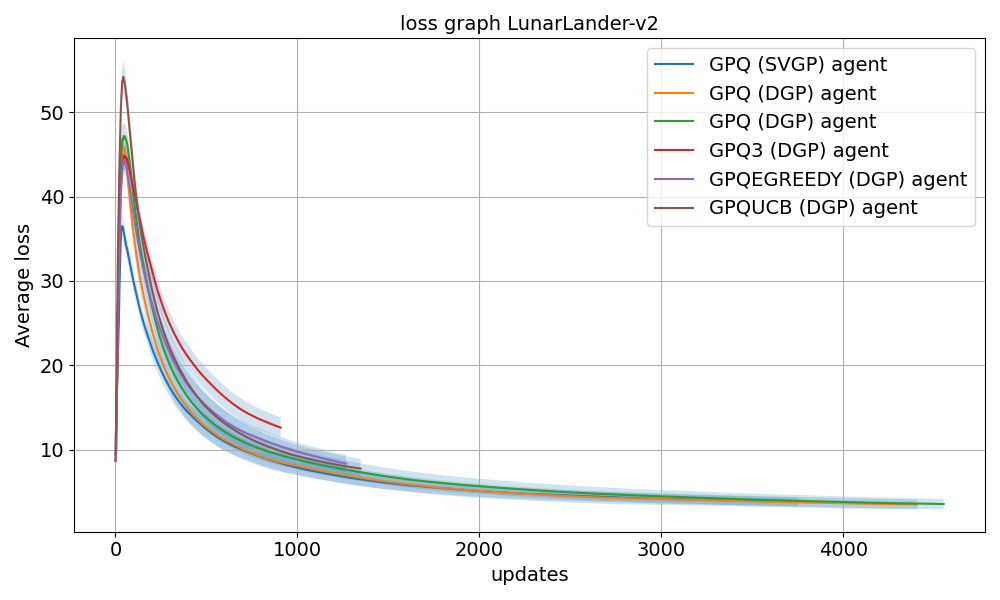 loss graph LunarLander-v2
GPQ (SVGP) agent
GPQ (DGP) agent
GPQ (DGP) agent
GPQ3 (DGP) agent
GPQEGREEDY (DGP) agent
GPQUCB (DGP) agent
Average loss
50
40
30
20
10
0 1000 2000 3000 4000
updates